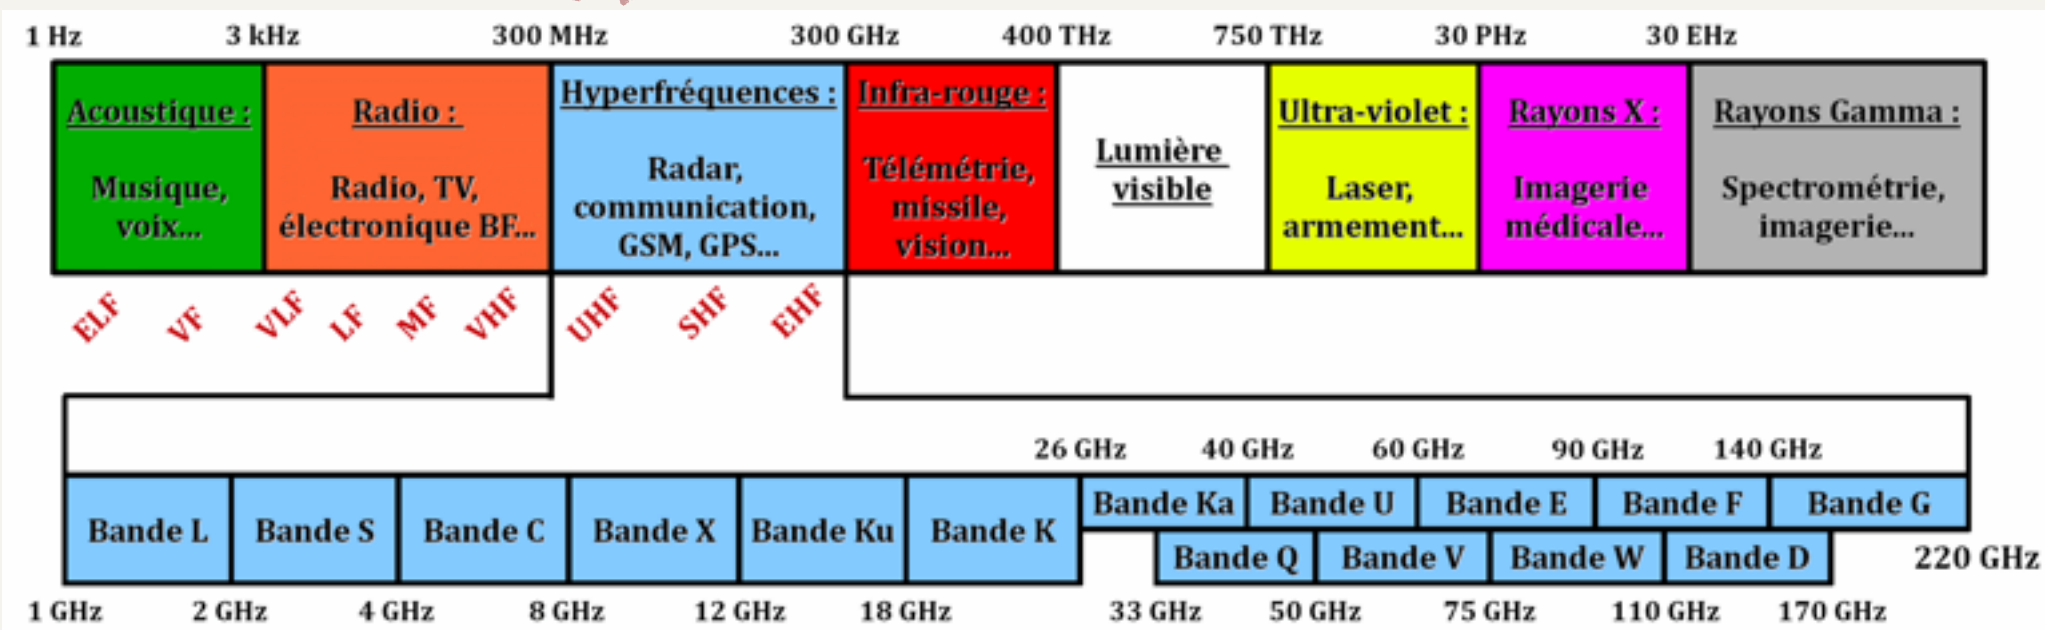 1 Hz 3 kHz 300 MHz 300 GHz 400 THz 750 THz 30 PHz 30 EHz
Acoustique :
Musique,
voix...
Radio :
Radio, TV,
électronique BF...
Hyperfréquences :
Radar,
communication,
GSM, GPS...
Infra-rouge :
Télémétrie,
missile,
vision...
Lumière
visible
Ultra-violet :
Laser,
armement...
Rayons X :
Imagerie
médicale...
Rayons Gamma :
Spectrométrie,
imagerie...
ELF VF VLF LF MF VHF UHF SHF EHF
26 GHz 40 GHz 60 GHz 90 GHz 140 GHz
Bande L Bande S Bande C Bande X Bande Ku Bande K
Bande Ka Bande U Bande E Bande F Bande G
Bande Q Bande V Bande W Bande D 220 GHz
1 GHz 2 GHz 4 GHz 8 GHz 12 GHz 18 GHz 33 GHz 50 GHz 75 GHz 110 GHz 170 GHz